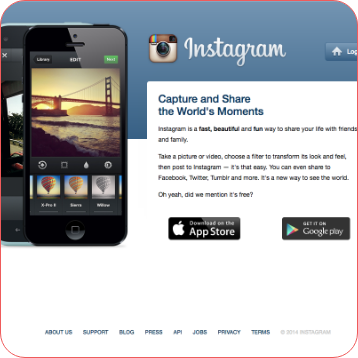 Library
EDIT
Next
Instagram
Log
Capture and Share
the World's Moments
Instagram is a fast, beautiful and fun way to share your life with friends
and family.
Take a picture or video, choose a filter to transform its look and feel,
then post to Instagram — it's that easy. You can even share to
Facebook, Twitter, Tumblr and more. It's a new way to see the world.
Oh yeah, did we mention it's free?
X-Pro II
Sierra
Willow
Download on the
App Store
GET IT ON
Google play
ABOUT US SUPPORT BLOG PRESS API JOBS PRIVACY TERMS © 2014 INSTAGRAM